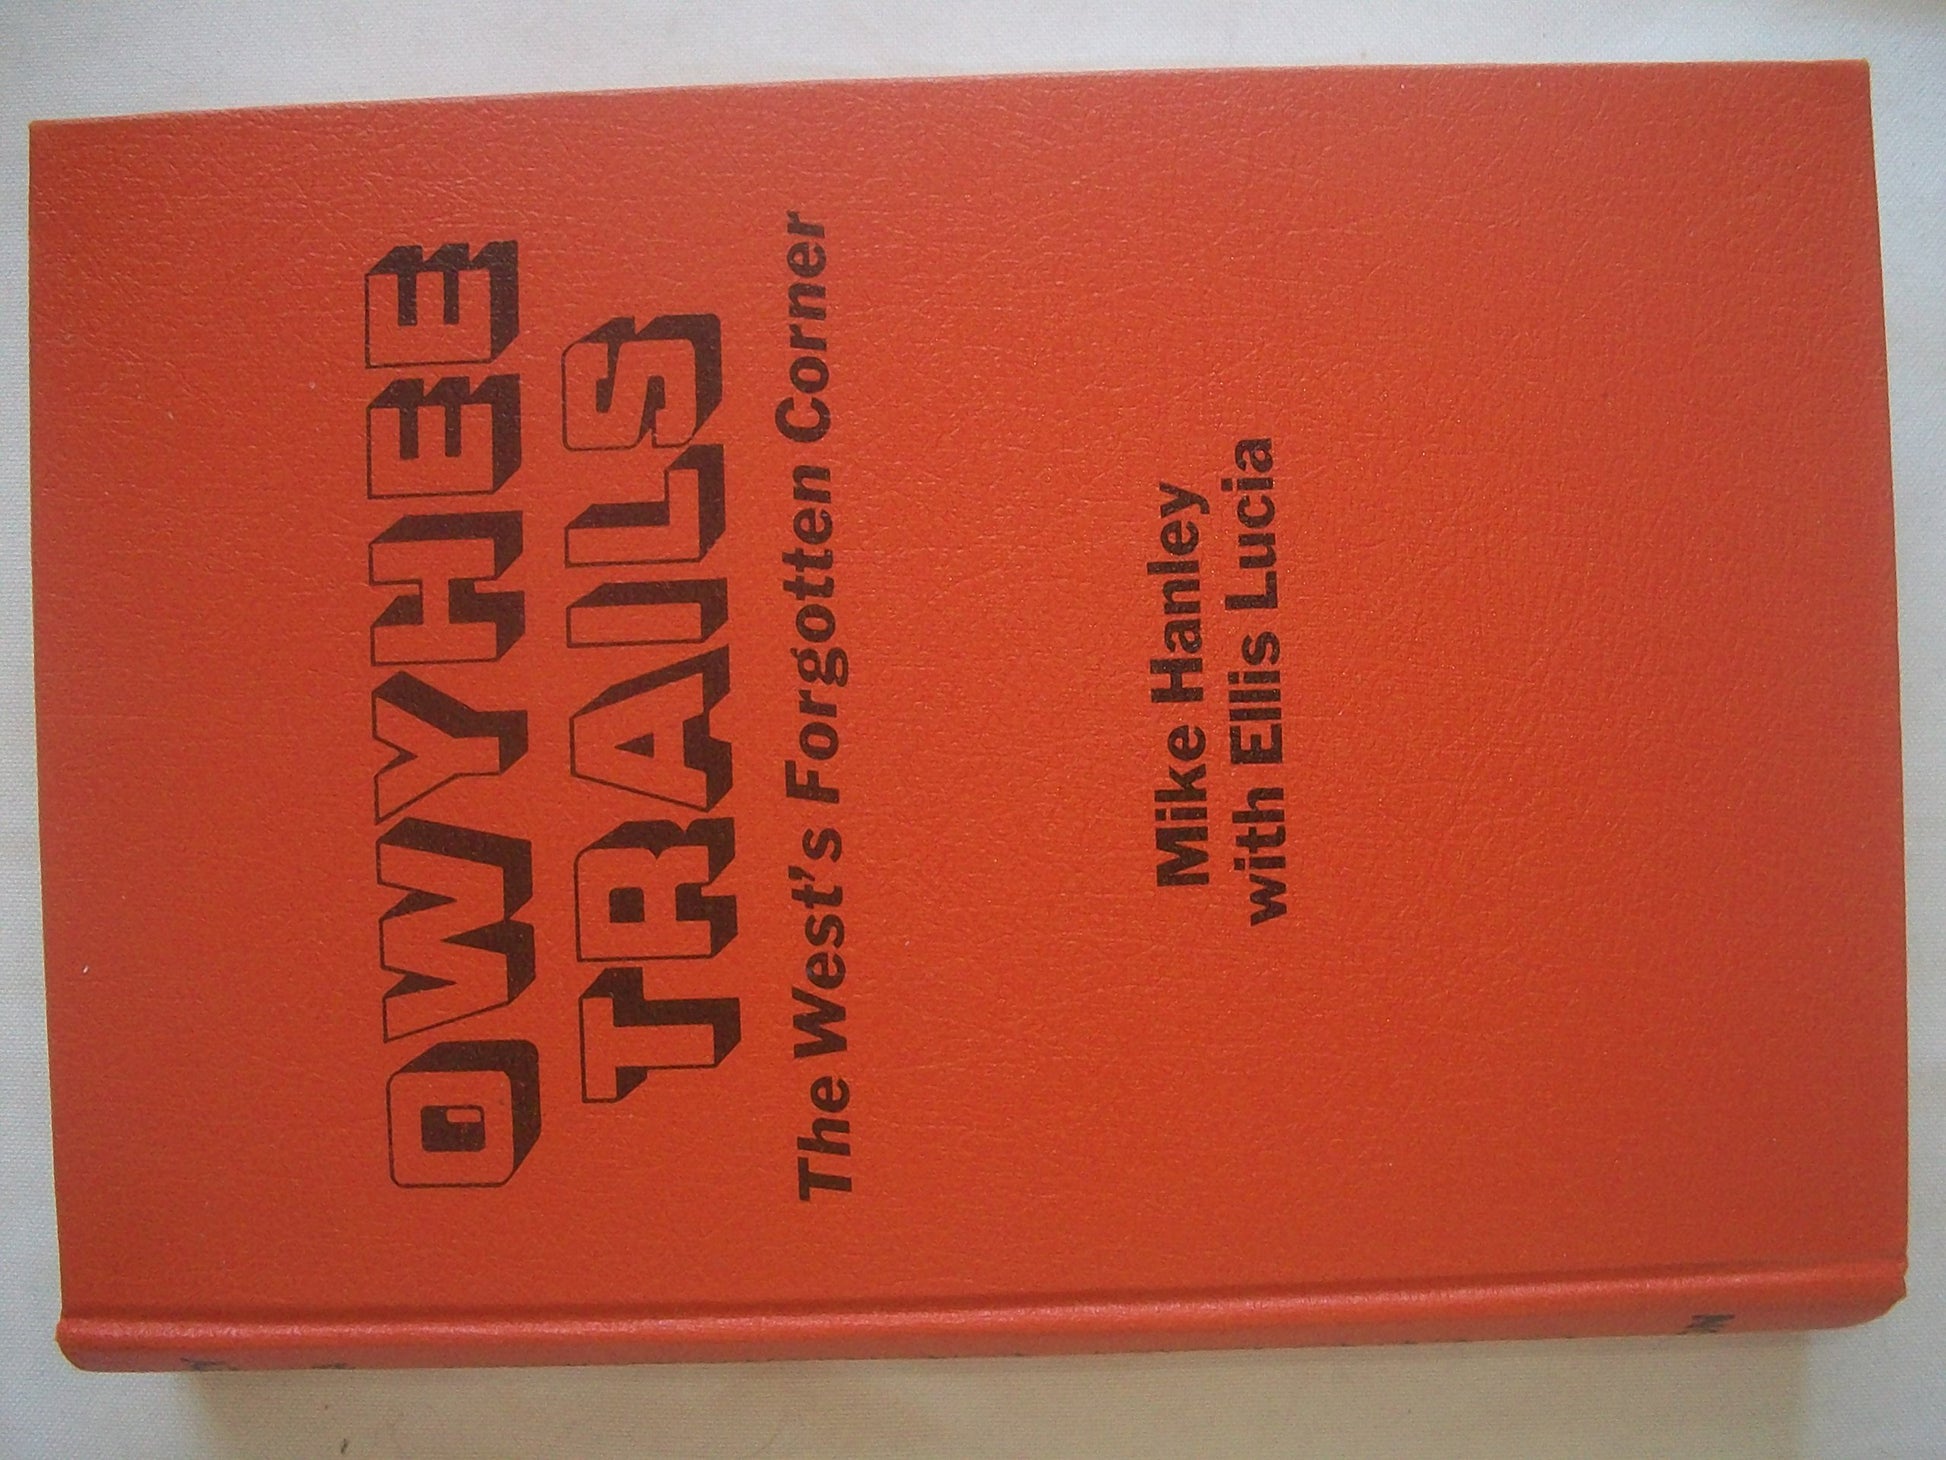 OWYHEE
TRAILS
The West's Forgotten Corner
Mike Hanley
with Ellis Lucia